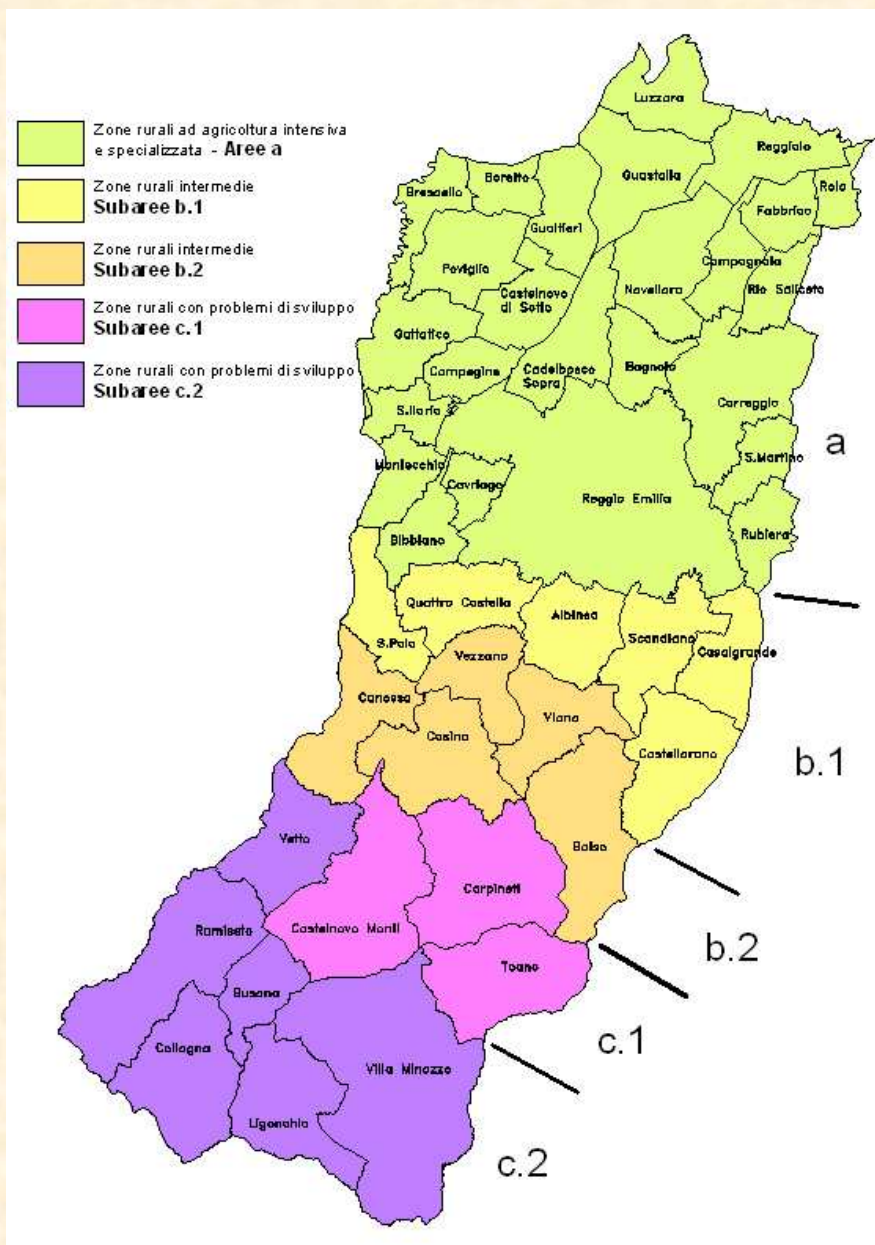 Zone rurali ad agricoltura intensiva
e specializzata - Aree a
Zone rurali intermedie
Subaree b.1
Zone rurali intermedie
Subaree b.2
Zone rurali con problemi di sviluppo
Subaree c.1
Zone rurali con problemi di sviluppo
Subaree c.2
Luzzara
Reggiolo
Guastalla
Boretto
Brescello
Rolo
Fabbrico
Gualtieri
Campagnola
Poviglio
Novellara
Rio Saliceto
Castelnovo
di Sotto
Gattatico
Campegine
Cadelbosco
Sopra
Bagnolo
Correggio
S.Ilario
a
S.Martino
Montecchio
Cavriago
Reggio Emilia
Rubiera
Bibbiano
Quattro Castella
Albinea
Scandiano
S.Polo
Vezzano
Casalgrande
Canossa
Viano
Casina
Castellarano
b.1
Vetto
Baiso
Carpineti
Ramiseto
Castelnovo Monti
b.2
Toano
Busana
c.1
Collagna
Villa Minozzo
Ligonchio
c.2